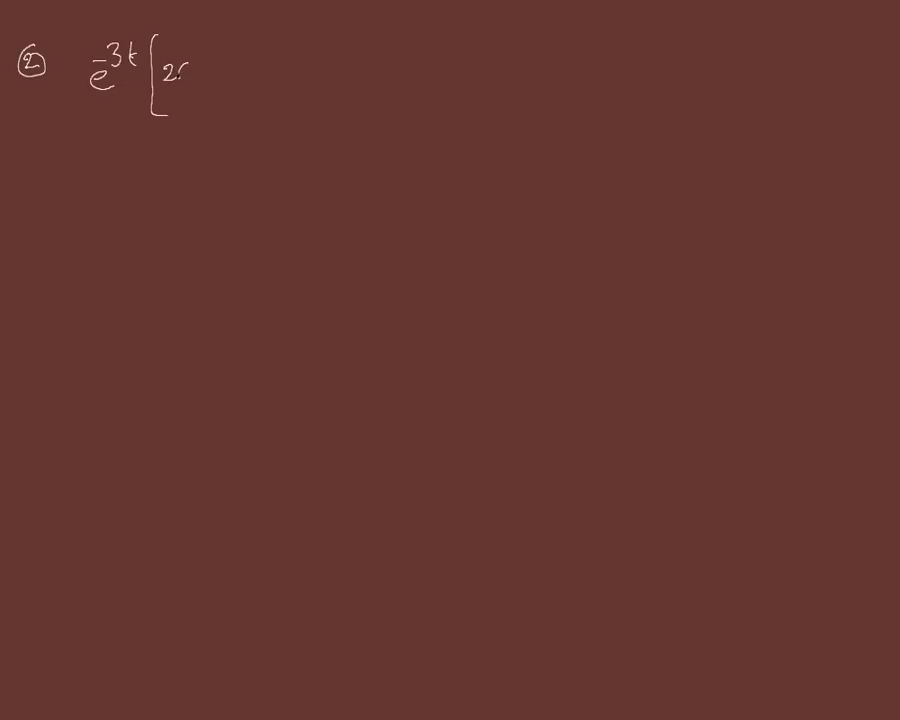 ② e^{-3t} [ 2